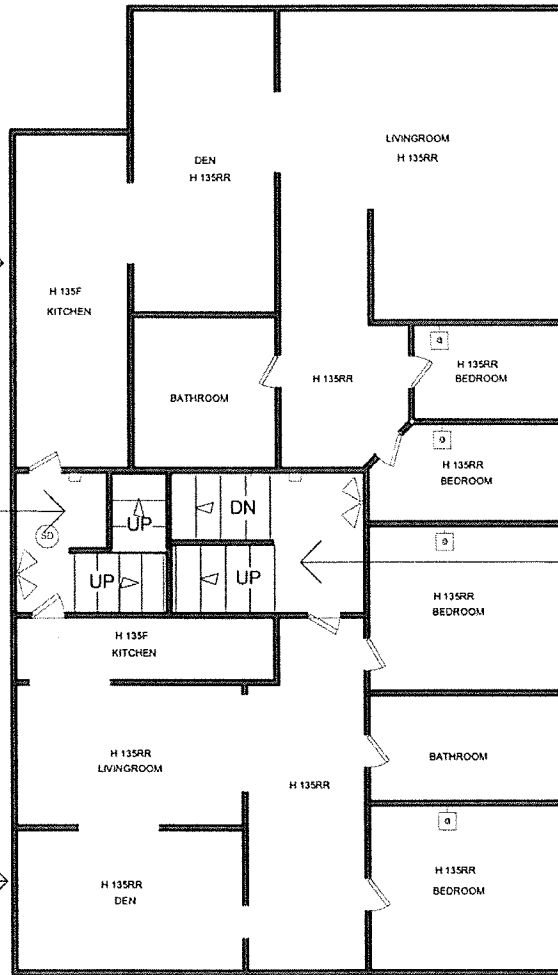 LIVINGROOM
H 135RR
DEN
H 135RR
H 135F
KITCHEN
a
H 135RR
BEDROOM
H 135RR
BATHROOM
a
H 135RR
BEDROOM
DN
UP
SD
UP
UP
a
H 135RR
BEDROOM
H 135F
KITCHEN
H 135RR
LIVINGROOM
H 135RR
BATHROOM
a
H 135RR
BEDROOM
H 135RR
DEN